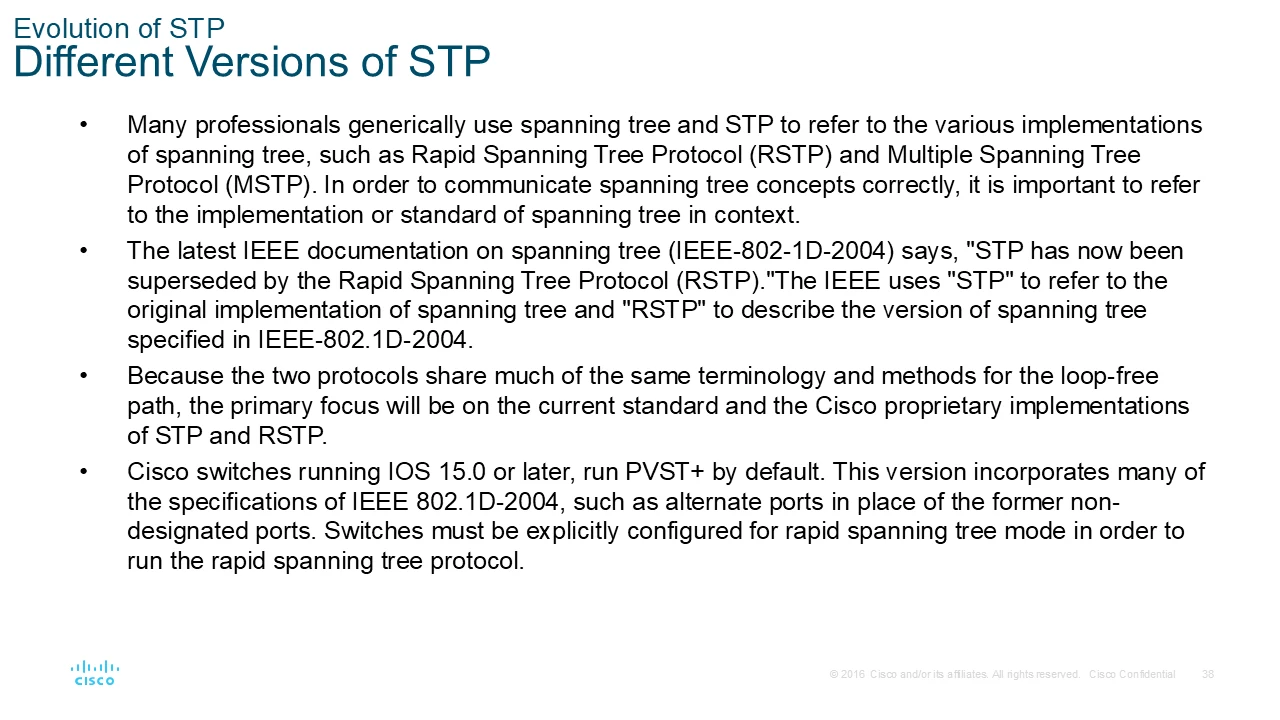 Evolution of STP
Different Versions of STP
• Many professionals generically use spanning tree and STP to refer to the various implementations
of spanning tree, such as Rapid Spanning Tree Protocol (RSTP) and Multiple Spanning Tree
Protocol (MSTP). In order to communicate spanning tree concepts correctly, it is important to refer
to the implementation or standard of spanning tree in context.
• The latest IEEE documentation on spanning tree (IEEE-802-1D-2004) says, "STP has now been
superseded by the Rapid Spanning Tree Protocol (RSTP)."The IEEE uses "STP" to refer to the
original implementation of spanning tree and "RSTP" to describe the version of spanning tree
specified in IEEE-802.1D-2004.
• Because the two protocols share much of the same terminology and methods for the loop-free
path, the primary focus will be on the current standard and the Cisco proprietary implementations
of STP and RSTP.
• Cisco switches running IOS 15.0 or later, run PVST+ by default. This version incorporates many of
the specifications of IEEE 802.1D-2004, such as alternate ports in place of the former non-
designated ports. Switches must be explicitly configured for rapid spanning tree mode in order to
run the rapid spanning tree protocol.
CISCO
© 2016 Cisco and/or its affiliates. All rights reserved. Cisco Confidential 38